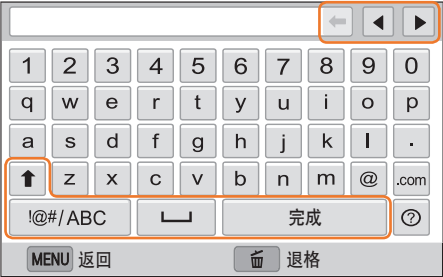 1 2 3 4 5 6 7 8 9 0
q w e r t y u i o p
a s d f g h j k l .
z x c v b n m @ .com
!@#/ABC 完成 ?
MENU 返回 退格